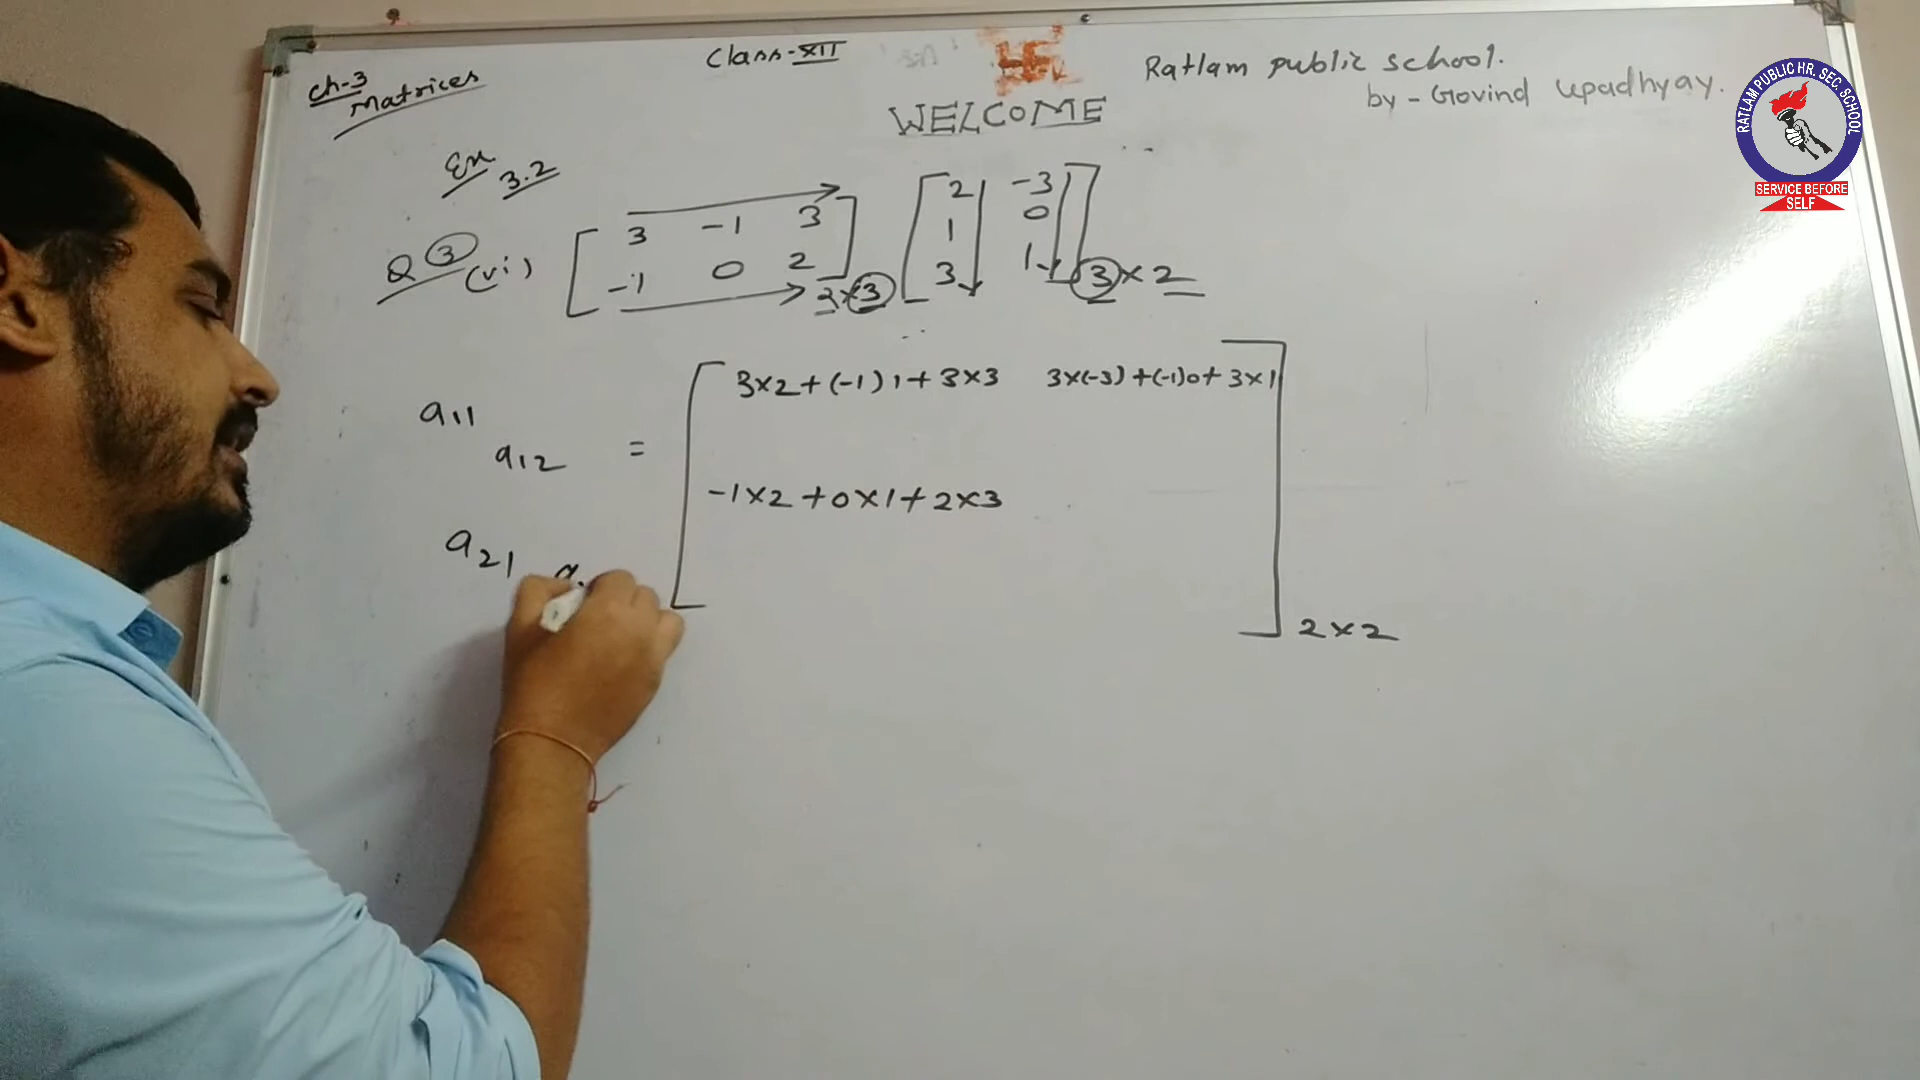 Class-XII
Ch-3
Matrices
Ratlam public school.
by - Govind Upadhyay.
WELCOME
RATLAM PUBLIC HR. SEC. SCHOOL
SERVICE BEFORE
SELF
Ex 3.2
Q 3 (vi) [3 -1 3
-1 0 2] 2×3 [2 -3
1 0
3 1] 3×2
a11
a12
= [3×2+(-1)1+3×3 3×(-3)+(-1)0+3×1
-1×2+0×1+2×3
] 2×2
a21 a